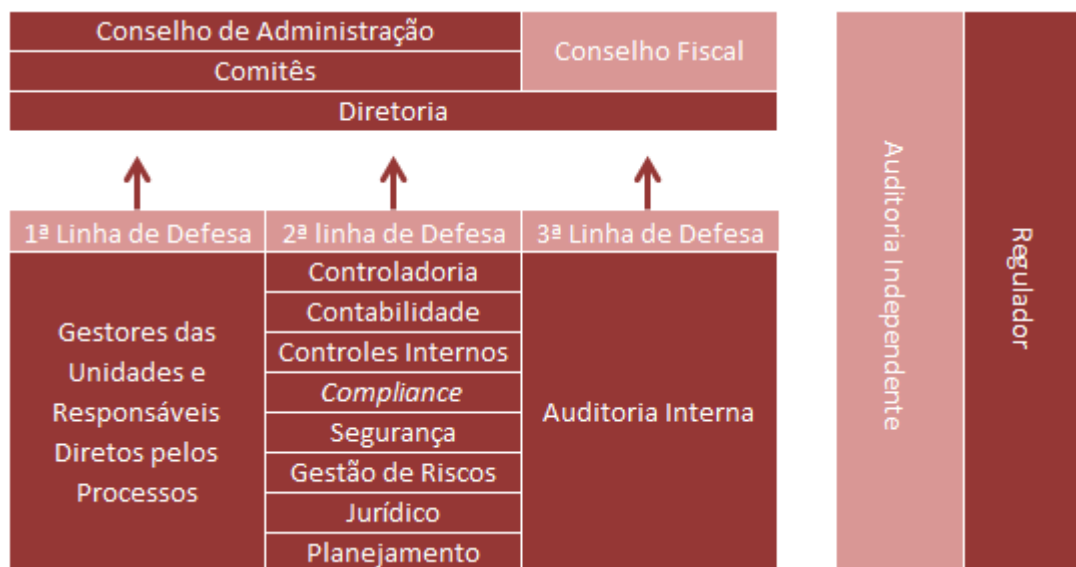 Conselho de Administração
Conselho Fiscal
Comitês
Diretoria
1ª Linha de Defesa
2ª linha de Defesa
3ª Linha de Defesa
Gestores das
Unidades e
Responsáveis
Diretos pelos
Processos
Controladoria
Contabilidade
Controles Internos
Compliance
Segurança
Gestão de Riscos
Jurídico
Planejamento
Auditoria Interna
Auditoria Independente
Regulador